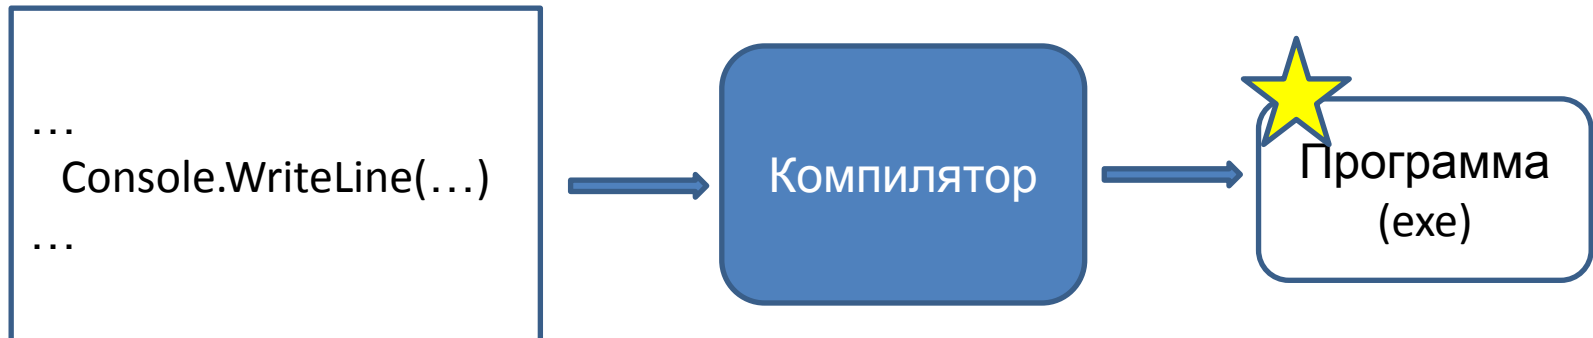 …
Console.WriteLine(…)
…
Компилятор
Программа
(exe)